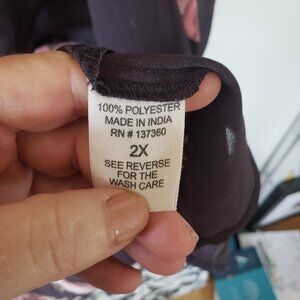 100% POLYESTER
MADE IN INDIA
RN # 137360
2X
SEE REVERSE
FOR THE
WASH CARE